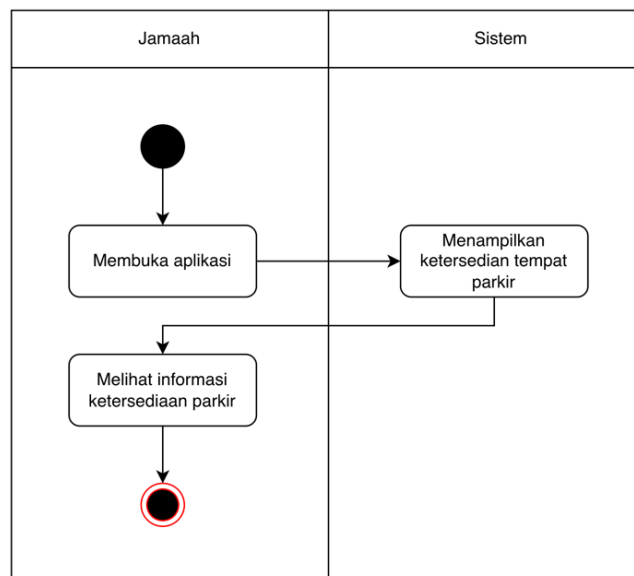 Jamaah
Sistem
Membuka aplikasi
Menampilkan
ketersedian tempat
parkir
Melihat informasi
ketersediaan parkir